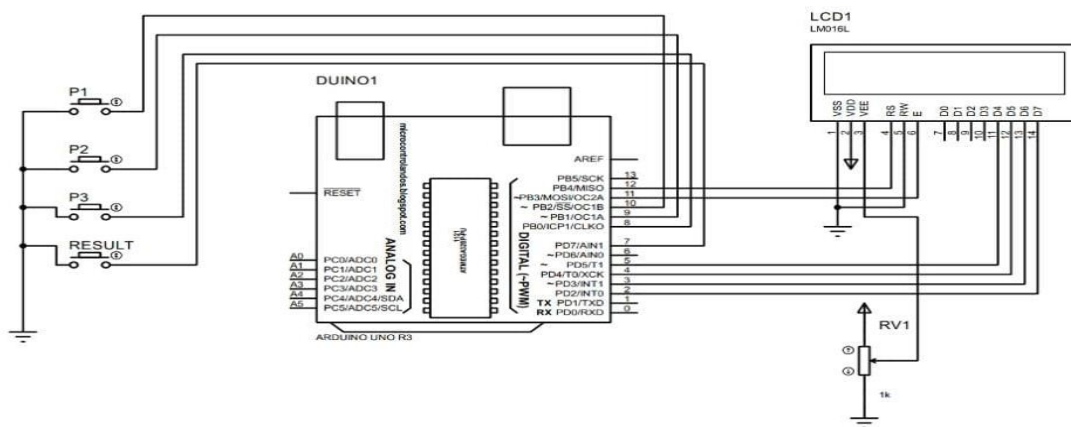 LCD1
LM016L
VSS VDD VEE RS RW E D0 D1 D2 D3 D4 D5 D6 D7
1 2 3 4 5 6 7 8 9 10 11 12 13 14
P1
P2
P3
RESULT
DUINO1
microcontrolandos.blogspot.com
RESET
AREF
PB5/SCK 13
PB4/MISO 12
~PB3/MOSI/OC2A 11
~ PB2/SS/OC1B 10
~ PB1/OC1A 9
PB0/ICP1/CLKO 8
PD7/AIN1 7
~PD6/AIN0 6
~ PD5/T1 5
PD4/T0/XCK 4
~PD3/INT1 3
PD2/INT0 2
TX PD1/TXD 1
RX PD0/RXD 0
DIGITAL (~PWM)
ANALOG IN
A0 PC0/ADC0
A1 PC1/ADC1
A2 PC2/ADC2
A3 PC3/ADC3
A4 PC4/ADC4/SDA
A5 PC5/ADC5/SCL
ARDUINO UNO R3
RV1
1k